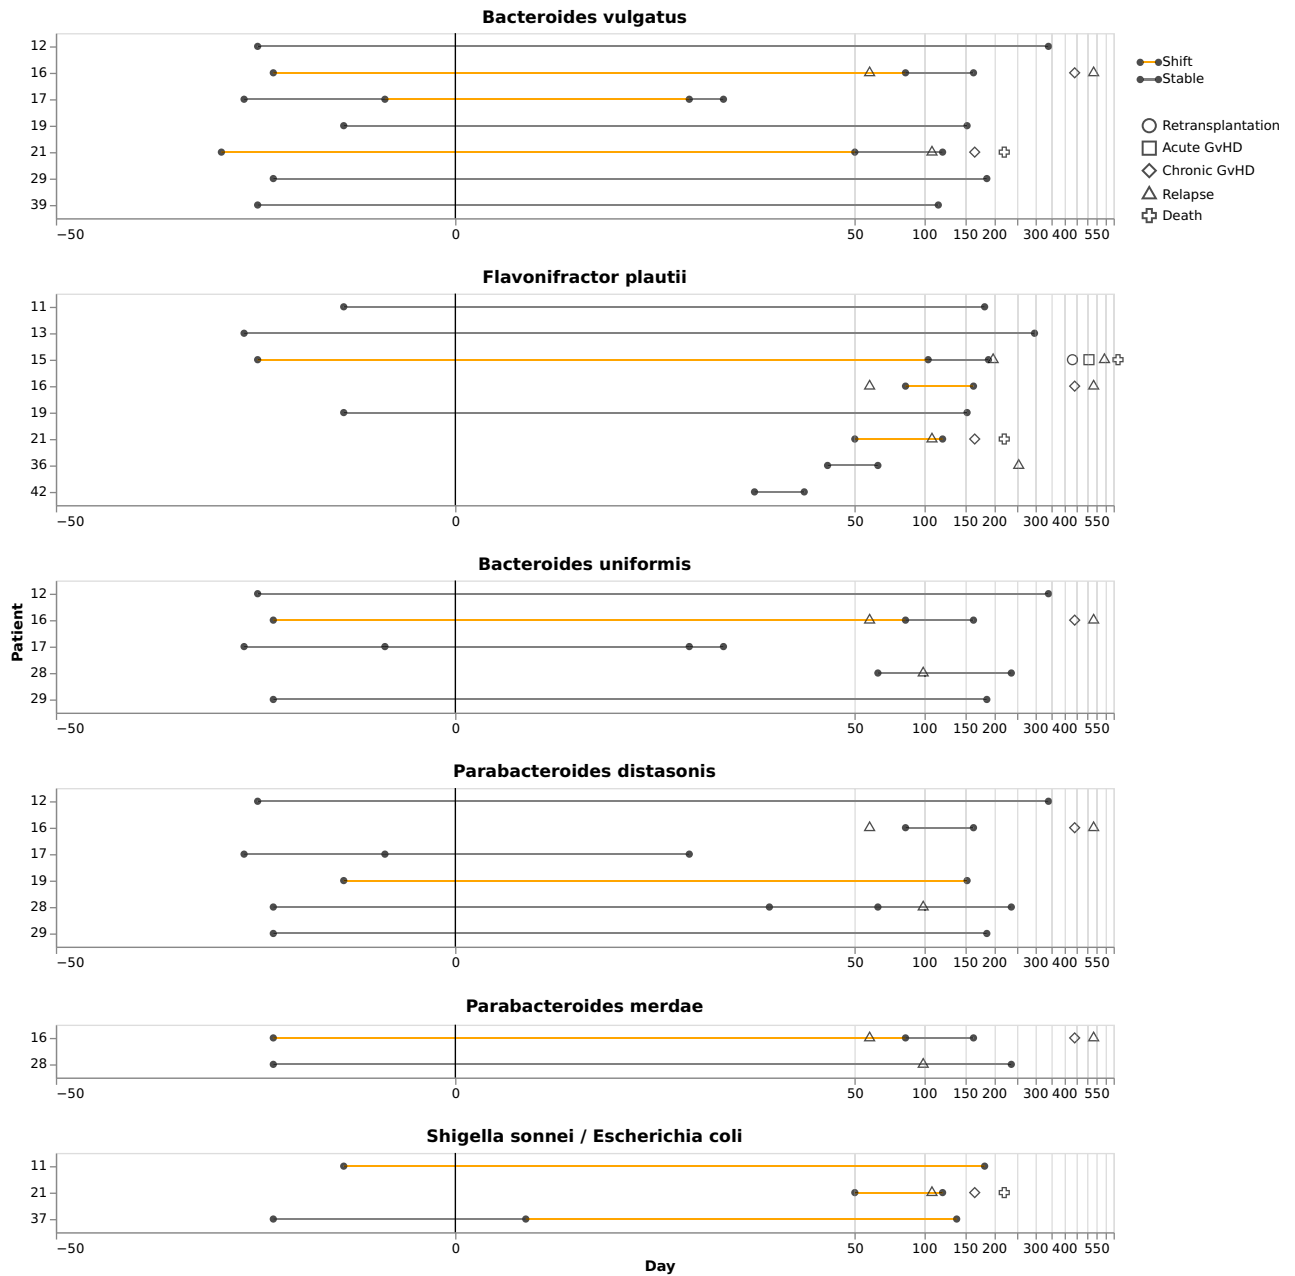 Bacteroides vulgatus
12
16
17
19
21
29
39
−50 0 50 100 150 200 300 400 550
Shift
Stable
Retransplantation
Acute GvHD
Chronic GvHD
Relapse
Death
Flavonifractor plautii
11
13
15
16
19
21
36
42
−50 0 50 100 150 200 300 400 550
Bacteroides uniformis
12
16
17
28
29
−50 0 50 100 150 200 300 400 550
Patient
Parabacteroides distasonis
12
16
17
19
28
29
−50 0 50 100 150 200 300 400 550
Parabacteroides merdae
16
28
−50 0 50 100 150 200 300 400 550
Shigella sonnei / Escherichia coli
11
21
37
−50 0 50 100 150 200 300 400 550
Day